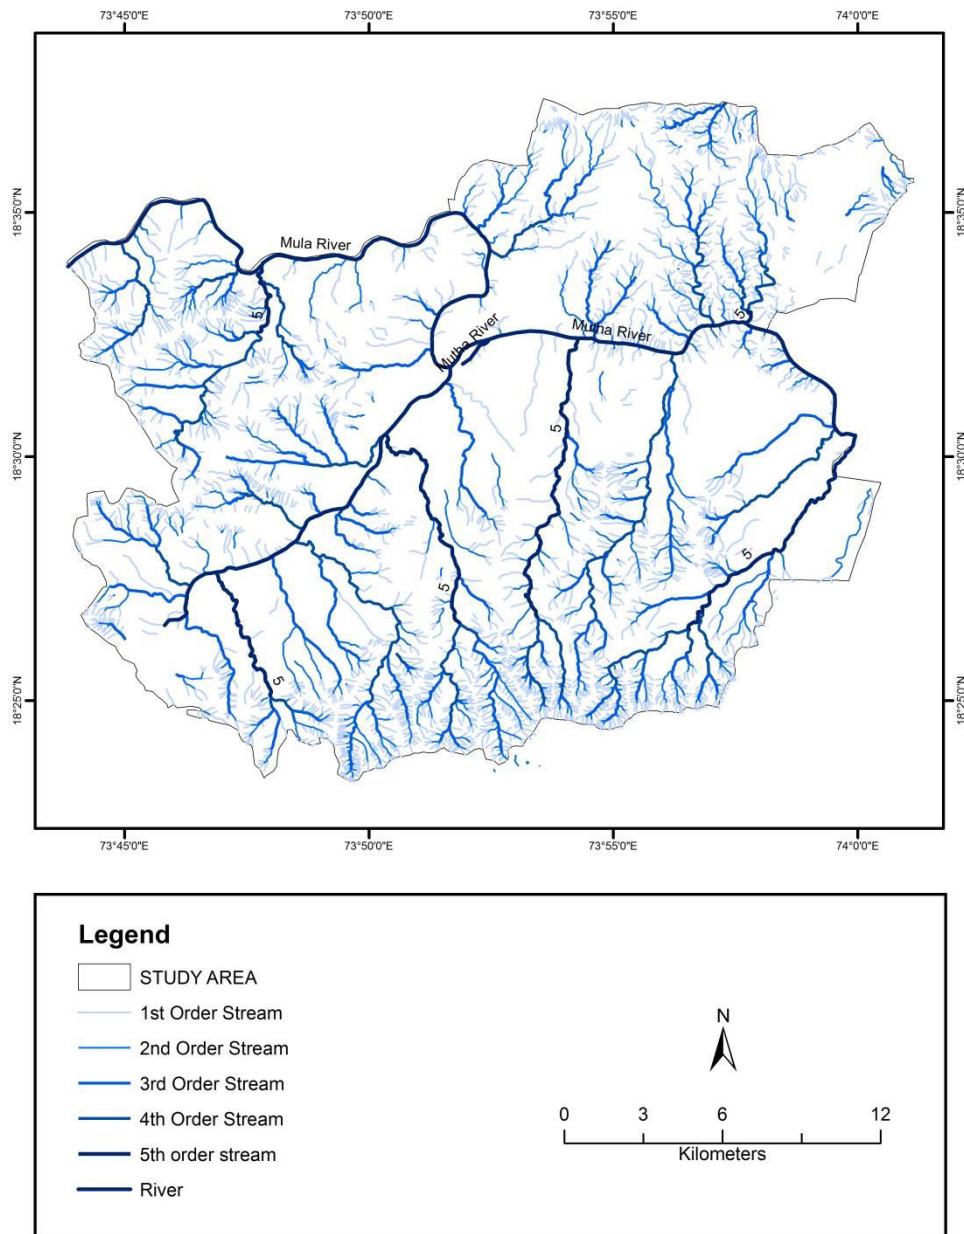 73°45'0"E 73°50'0"E 73°55'0"E 74°0'0"E
18°35'0"N 18°35'0"N
Mula River
5
Mutha River
Mutha River
5
5
18°30'0"N 18°30'0"N
5
5
5
18°25'0"N 18°25'0"N
73°45'0"E 73°50'0"E 73°55'0"E 74°0'0"E
Legend
STUDY AREA
1st Order Stream
2nd Order Stream
3rd Order Stream
4th Order Stream
5th order stream
River
N
0 3 6 12
Kilometers